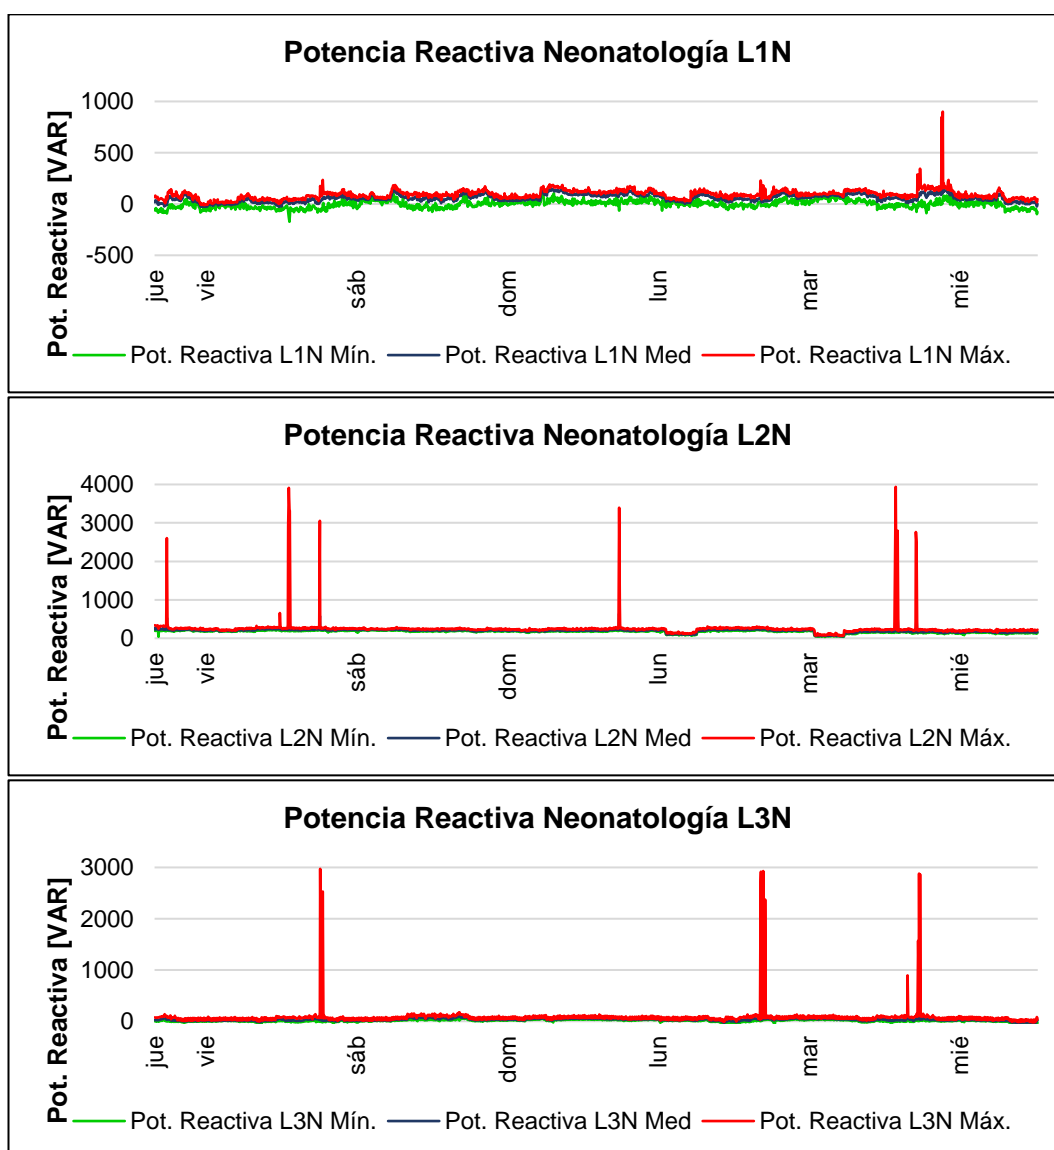 Potencia Reactiva Neonatología L1N
Pot. Reactiva [VAR]
1000
500
0
-500
jue
vie
sáb
dom
lun
mar
mié
Pot. Reactiva L1N Mín. Pot. Reactiva L1N Med Pot. Reactiva L1N Máx.
Potencia Reactiva Neonatología L2N
Pot. Reactiva [VAR]
4000
3000
2000
1000
0
jue
vie
sáb
dom
lun
mar
mié
Pot. Reactiva L2N Mín. Pot. Reactiva L2N Med Pot. Reactiva L2N Máx.
Potencia Reactiva Neonatología L3N
Pot. Reactiva [VAR]
3000
2000
1000
0
jue
vie
sáb
dom
lun
mar
mié
Pot. Reactiva L3N Mín. Pot. Reactiva L3N Med Pot. Reactiva L3N Máx.